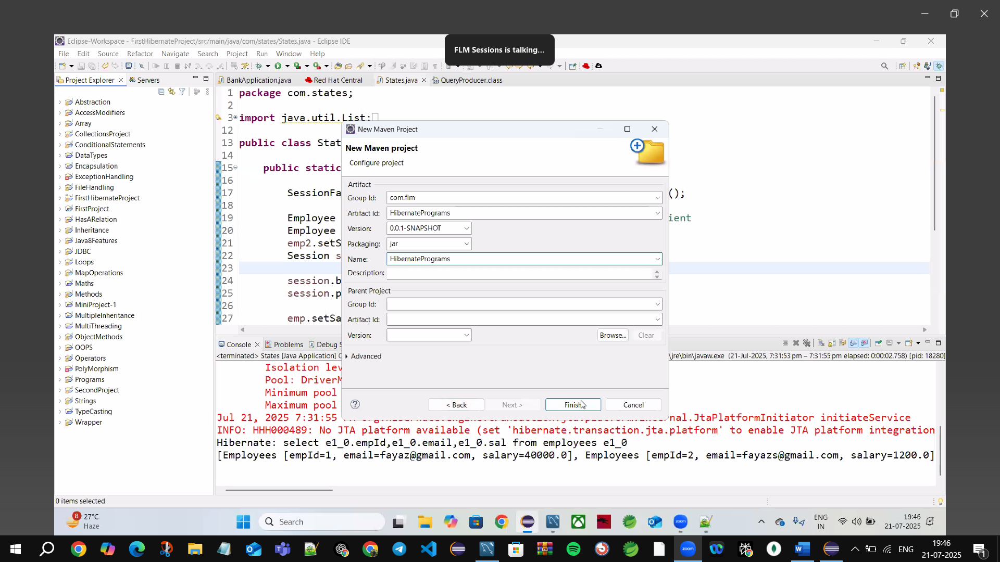 Eclipse-Workspace - FirstHibernateProject/src/main/java/com/states/States.java - Eclipse IDE
FLM Sessions is talking...
File Edit Source Refactor Navigate Search Project Run Window Help
Project Explorer
Servers
BankApplication.java
Red Hat Central
States.java
QueryProducer.class
Abstraction
AccessModifiers
Array
CollectionsProject
ConditionalStatements
DataTypes
Encapsulation
ExceptionHandling
FileHandling
FirstHibernateProject
FirstProject
HasARelation
Inheritance
Java8Features
JDBC
Loops
MapOperations
Maths
Methods
MiniProject-1
MultipleInheritance
MultiThreading
ObjectMethods
OOPS
Operators
PolyMorphism
Programs
SecondProject
Strings
TypeCasting
Wrapper
1 package com.states;
2
3 import java.util.List;
12
13 public class Stat
14
15 public static
16
17 SessionFa ();
18
19 Employee ient
20 Employee
21 emp2.setS
22 Session s
23
24 session.b
25 session.p
26
27 emp.setSa
New Maven Project
New Maven project
Configure project
Artifact
Group Id: com.flm
Artifact Id: HibernatePrograms
Version: 0.0.1-SNAPSHOT
Packaging: jar
Name: HibernatePrograms
Description:
Parent Project
Group Id:
Artifact Id:
Version:
Browse... Clear
Advanced
< Back Next > Finish Cancel
Console Problems Debug S
<terminated> States [Java Application] C \jre\bin\javaw.exe (21-Jul-2025, 7:31:53 pm – 7:31:55 pm elapsed: 0:00:02.758) [pid: 18280]
Isolation lev
Pool: DriverM
Minimum pool
Maximum pool
Jul 21, 2025 7:31:55 JtaPlatformInitiator initiateService
INFO: HHH000489: No JTA platform available (set 'hibernate.transaction.jta.platform' to enable JTA platform integration
Hibernate: select e1_0.empId,e1_0.email,e1_0.sal from employees e1_0
[Employees [empId=1, email=fayaz@gmail.com, salary=40000.0], Employees [empId=2, email=fayazs@gmail.com, salary=1200.0]
0 items selected
8
27°C
Haze
Search
zoom
ENG
IN
19:46
21-07-2025
zoom
ENG
19:46
21-07-2025
1